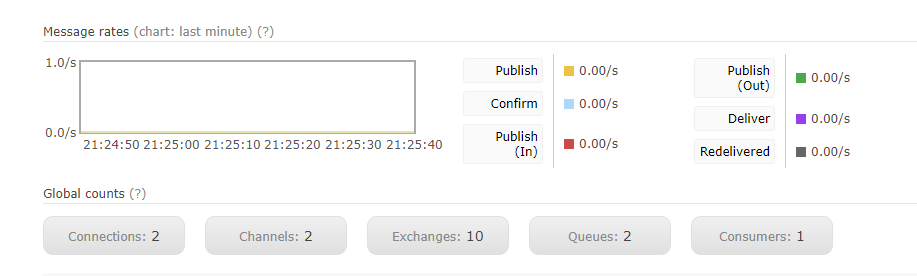 Message rates (chart: last minute) (?)
1.0/s
0.0/s
21:24:50 21:25:00 21:25:10 21:25:20 21:25:30 21:25:40
Publish 0.00/s
Confirm 0.00/s
Publish
(In) 0.00/s
Publish
(Out) 0.00/s
Deliver 0.00/s
Redelivered 0.00/s
Global counts (?)
Connections: 2 Channels: 2 Exchanges: 10 Queues: 2 Consumers: 1